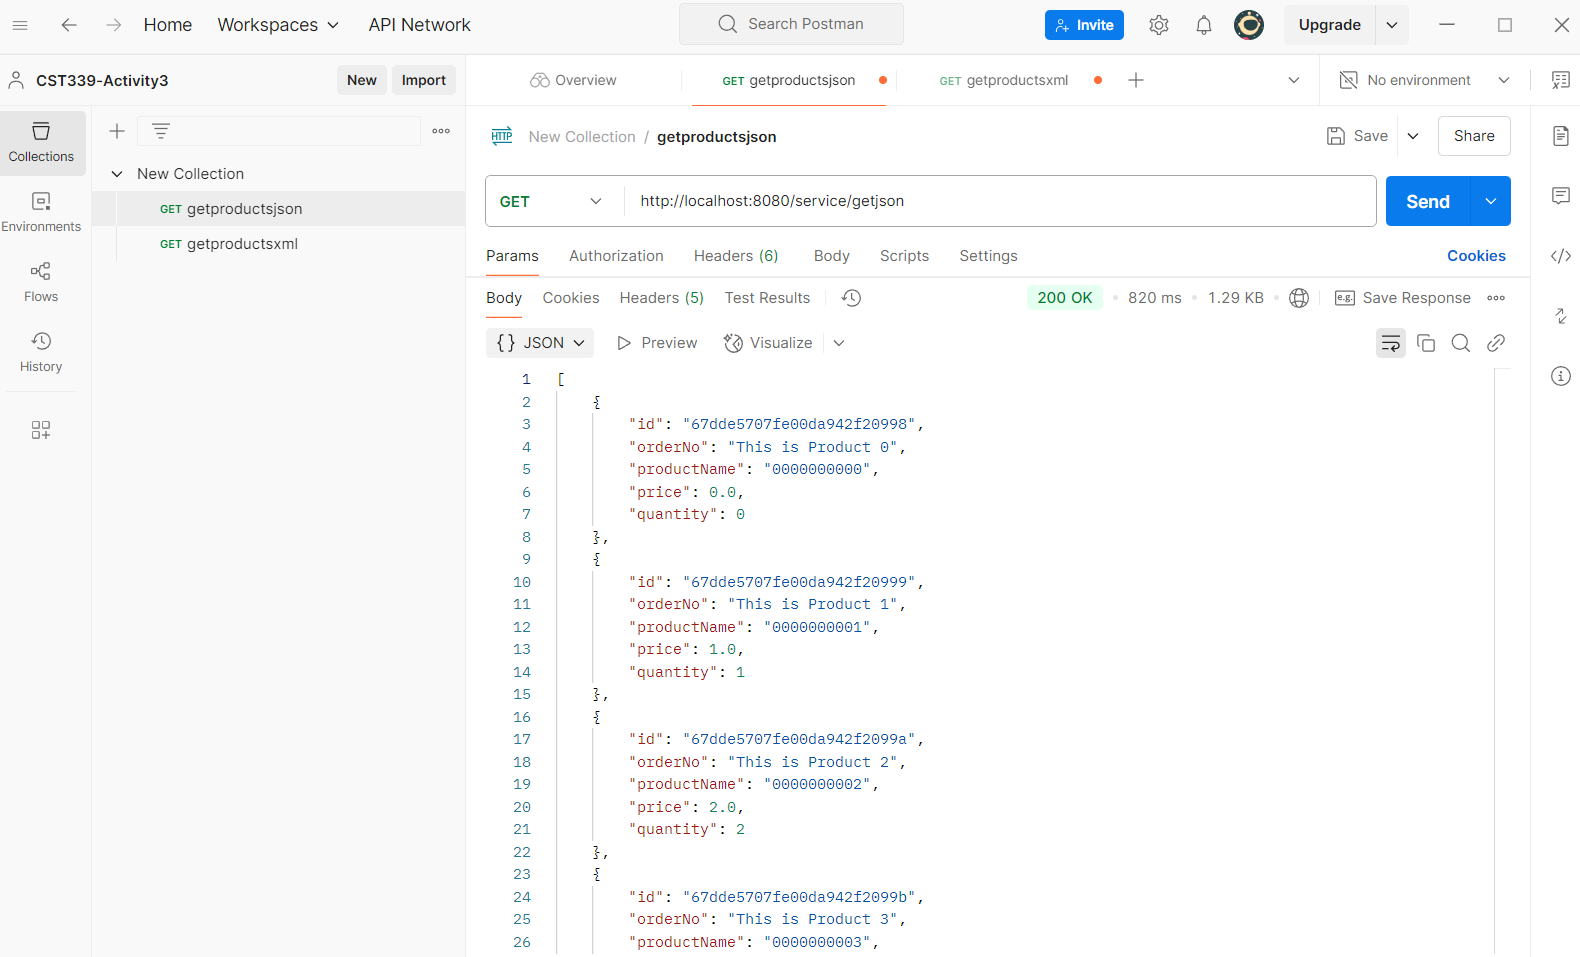 Home Workspaces API Network Search Postman Invite Upgrade
CST339-Activity3 New Import Overview GET getproductsjson GET getproductsxml No environment
Collections
Environments
Flows
History
New Collection
GET getproductsjson
GET getproductsxml
HTTP New Collection / getproductsjson Save Share
GET http://localhost:8080/service/getjson Send
Params Authorization Headers (6) Body Scripts Settings Cookies
Body Cookies Headers (5) Test Results 200 OK 820 ms 1.29 KB e.g. Save Response
{} JSON Preview Visualize
1 [
2 {
3 "id": "67dde5707fe00da942f20998",
4 "orderNo": "This is Product 0",
5 "productName": "0000000000",
6 "price": 0.0,
7 "quantity": 0
8 },
9 {
10 "id": "67dde5707fe00da942f20999",
11 "orderNo": "This is Product 1",
12 "productName": "0000000001",
13 "price": 1.0,
14 "quantity": 1
15 },
16 {
17 "id": "67dde5707fe00da942f2099a",
18 "orderNo": "This is Product 2",
19 "productName": "0000000002",
20 "price": 2.0,
21 "quantity": 2
22 },
23 {
24 "id": "67dde5707fe00da942f2099b",
25 "orderNo": "This is Product 3",
26 "productName": "0000000003",